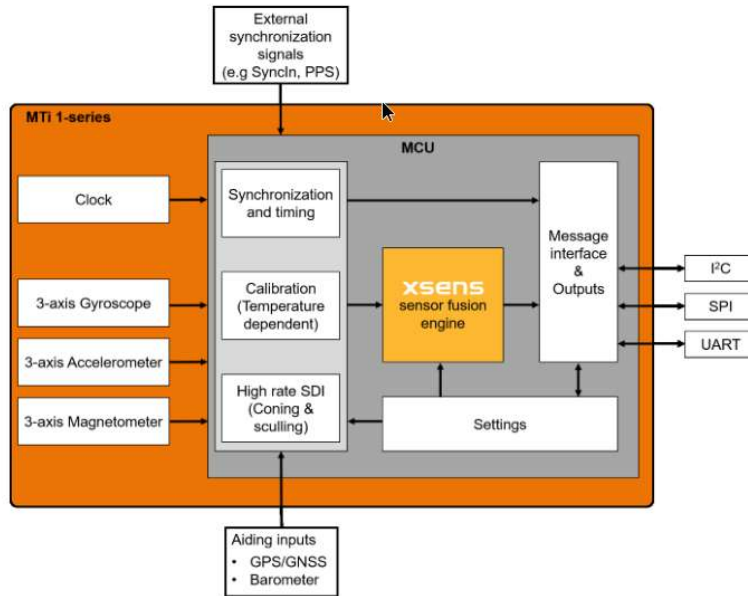 External
synchronization
signals
(e.g SyncIn, PPS)
MTi 1-series
MCU
Clock
Synchronization
and timing
Message
interface
&
Outputs
3-axis Gyroscope
Calibration
(Temperature
dependent)
xsens
sensor fusion
engine
I²C
SPI
UART
3-axis Accelerometer
3-axis Magnetometer
High rate SDI
(Coning &
sculling)
Settings
Aiding inputs
• GPS/GNSS
• Barometer